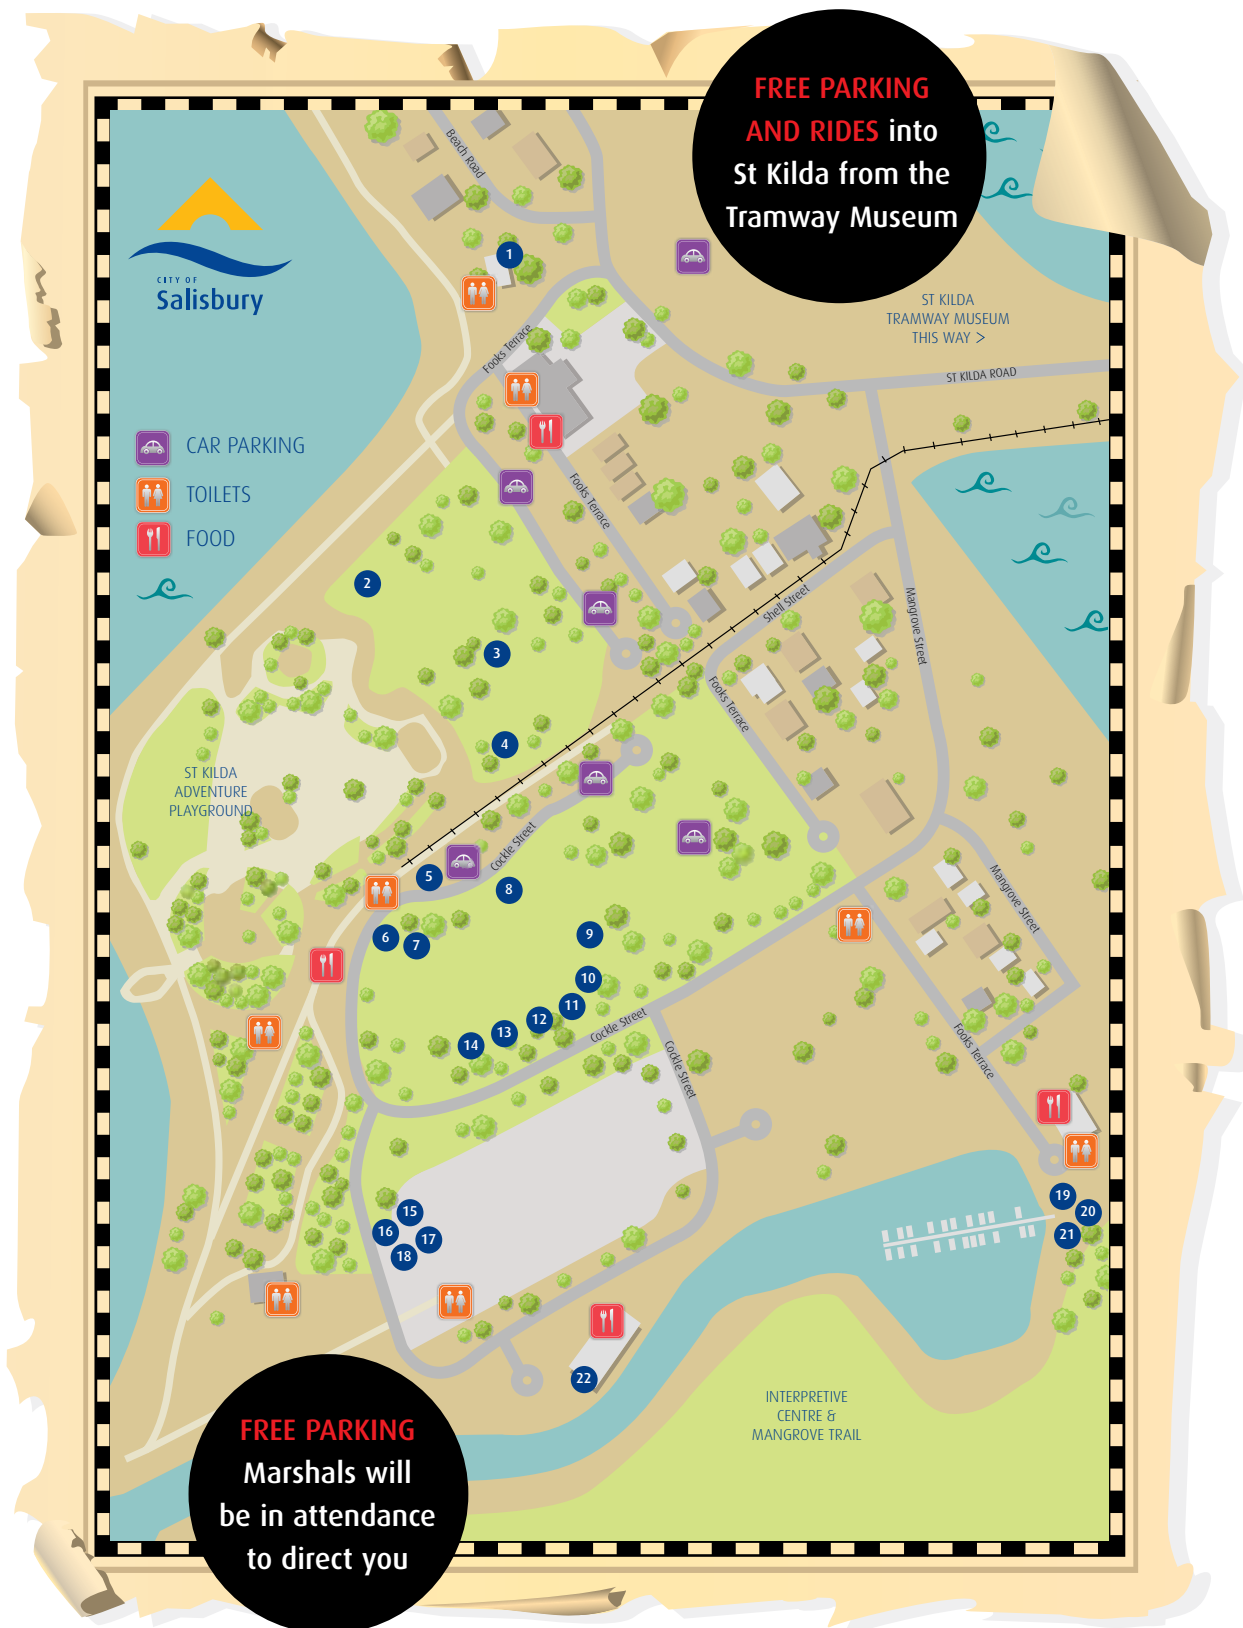 FREE PARKING
AND RIDES into
St Kilda from the
Tramway Museum
Beach Road
CITY OF
Salisbury
1
ST KILDA
TRAMWAY MUSEUM
THIS WAY >
Fooks Terrace
ST KILDA ROAD
CAR PARKING
TOILETS
FOOD
Fooks Terrace
2
Shell Street
Mangrove Street
3
Fooks Terrace
4
ST KILDA
ADVENTURE
PLAYGROUND
Cockle Street
5
8
Mangrove Street
6
7
9
10
11
12
13
14
Cockle Street
Cockle Street
Fooks Terrace
15
16
17
18
19
20
21
22
INTERPRETIVE
CENTRE &
MANGROVE TRAIL
FREE PARKING
Marshals will
be in attendance
to direct you